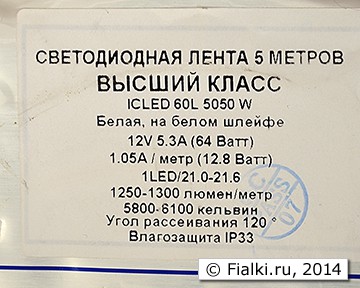 СВЕТОДИОДНАЯ ЛЕНТА 5 МЕТРОВ
ВЫСШИЙ КЛАСС
ICLED 60L 5050 W
Белая, на белом шлейфе
12V 5.3A (64 Ватт)
1.05A / метр (12.8 Ватт)
1LED/21.0-21.6
1250-1300 люмен/метр
5800-6100 кельвин
Угол рассеивания 120 °
Влагозащита IP33
© Fialki.ru, 2014